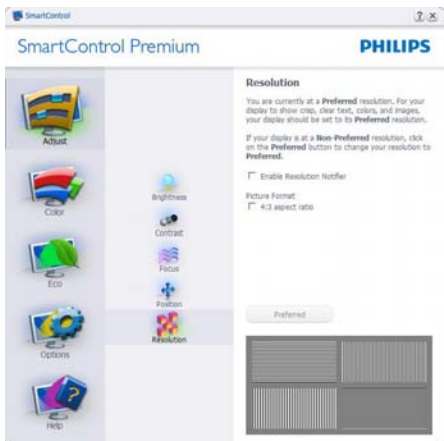 SmartControl
SmartControl Premium
PHILIPS
Adjust
Color
Eco
Options
Help
Brightness
Contrast
Focus
Position
Resolution
Resolution
You are currently at a Preferred resolution. For your
display to show crisp, clear text, colors, and images,
your display should be set to its Preferred resolution.
If your display is at a Non-Preferred resolution, click
on the Preferred button to change your resolution to
Preferred.
Enable Resolution Notifier
Picture Format
4:3 aspect ratio
Preferred